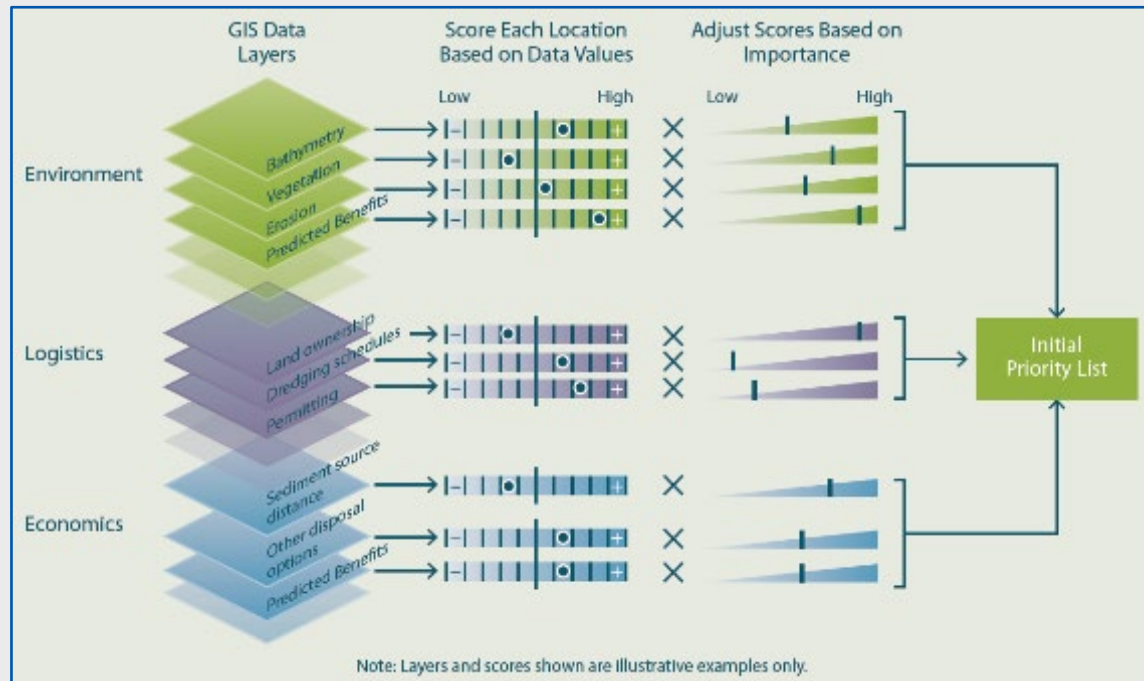 GIS Data
Layers
Score Each Location
Based on Data Values
Adjust Scores Based on
Importance
Low
High
Low
High
Environment
Bathymetry
Vegetation
Erosion
Predicted Benefits
Logistics
Land ownership
Dredging schedules
Permitting
Economics
Sediment source
distance
Other disposal
options
Predicted Benefits
Initial
Priority List
Note: Layers and scores shown are illustrative examples only.